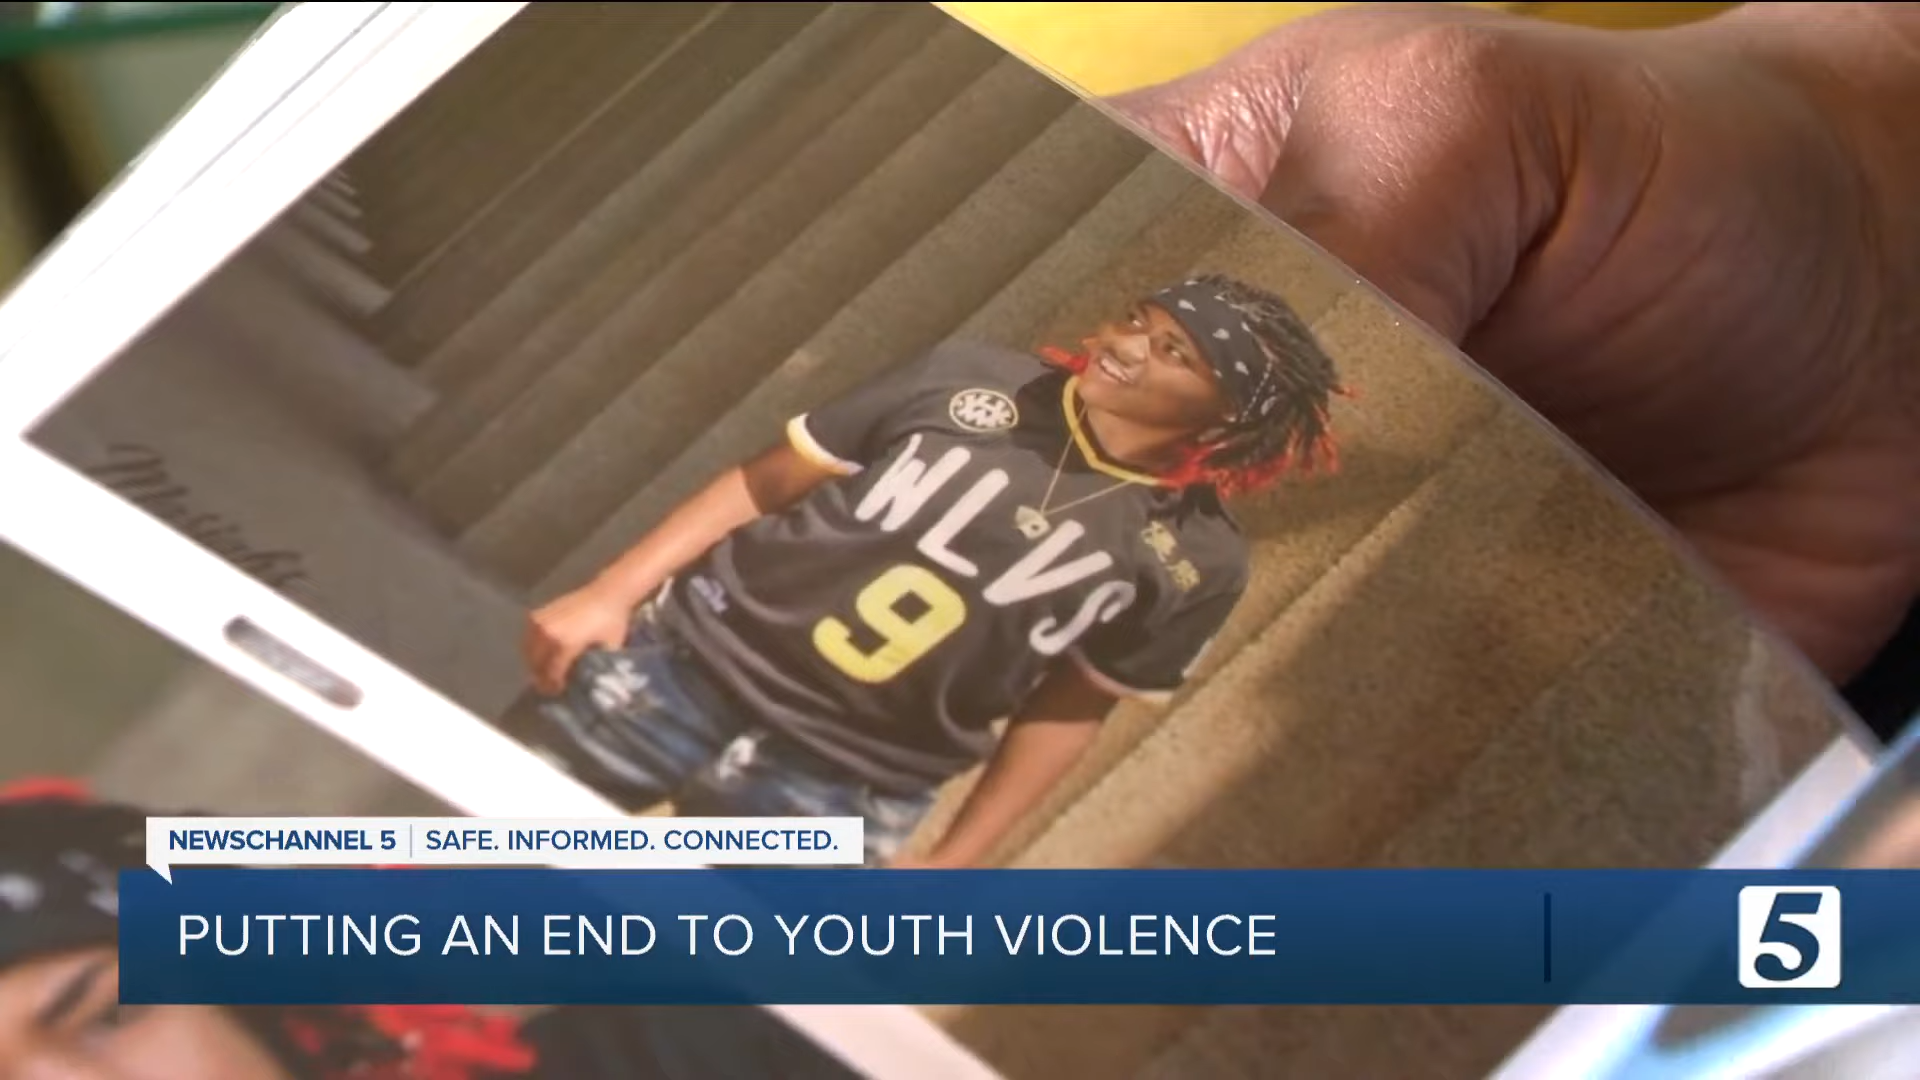 WLVS
9
NEWSCHANNEL 5 | SAFE. INFORMED. CONNECTED.
PUTTING AN END TO YOUTH VIOLENCE
5